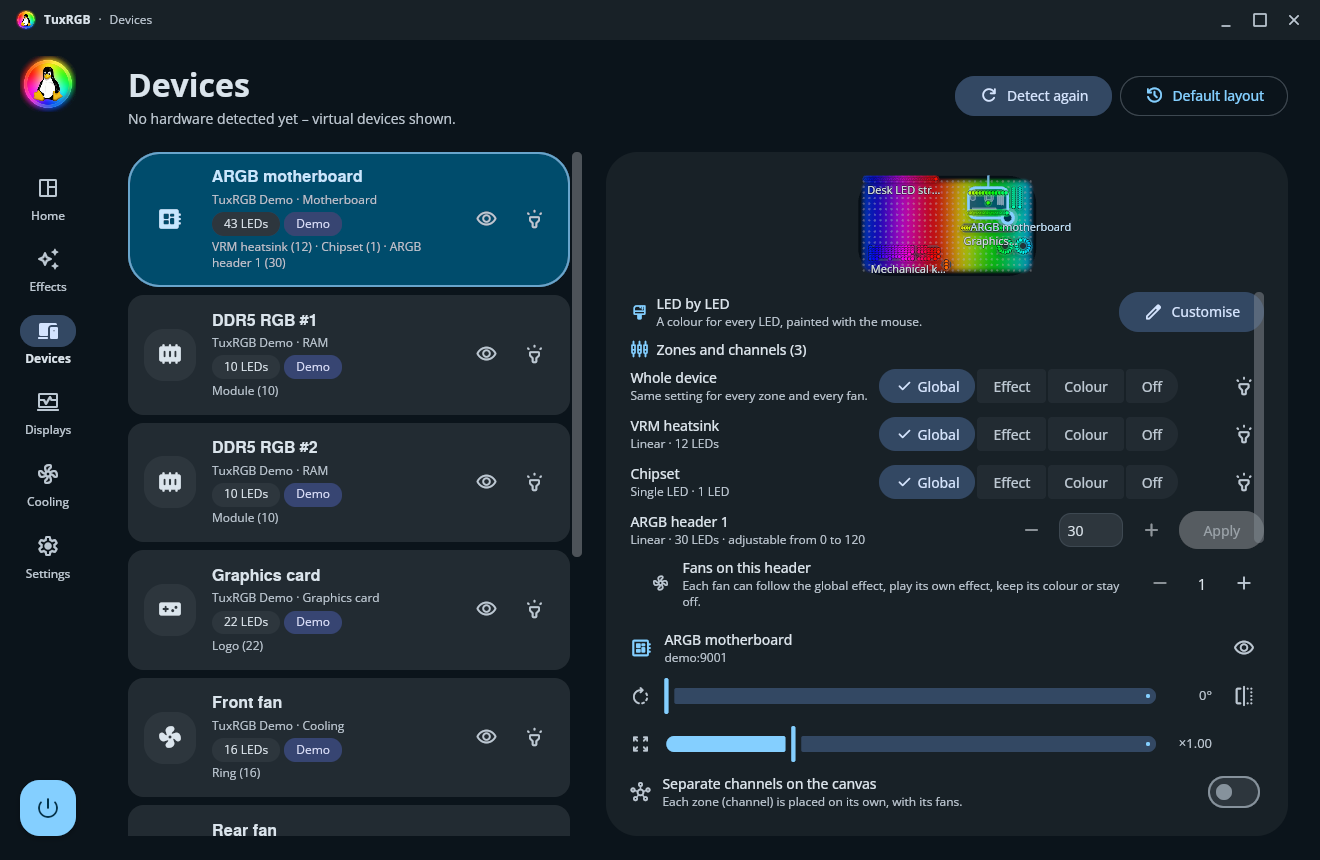 TuxRGB · Devices
Devices
No hardware detected yet – virtual devices shown.
Detect again
Default layout
Home
Effects
Devices
Displays
Cooling
Settings
ARGB motherboard
TuxRGB Demo · Motherboard
43 LEDs Demo
VRM heatsink (12) · Chipset (1) · ARGB
header 1 (30)
DDR5 RGB #1
TuxRGB Demo · RAM
10 LEDs Demo
Module (10)
DDR5 RGB #2
TuxRGB Demo · RAM
10 LEDs Demo
Module (10)
Graphics card
TuxRGB Demo · Graphics card
22 LEDs Demo
Logo (22)
Front fan
TuxRGB Demo · Cooling
16 LEDs Demo
Ring (16)
Rear fan
Desk LED str...
ARGB motherboard
Graphics...
Mechanical k...
LED by LED
A colour for every LED, painted with the mouse.
Customise
Zones and channels (3)
Whole device
Same setting for every zone and every fan.
Global Effect Colour Off
VRM heatsink
Linear · 12 LEDs
Global Effect Colour Off
Chipset
Single LED · 1 LED
Global Effect Colour Off
ARGB header 1
Linear · 30 LEDs · adjustable from 0 to 120
− 30 + Apply
Fans on this header
Each fan can follow the global effect, play its own effect, keep its colour or stay
off.
− 1 +
ARGB motherboard
demo:9001
0°
×1.00
Separate channels on the canvas
Each zone (channel) is placed on its own, with its fans.